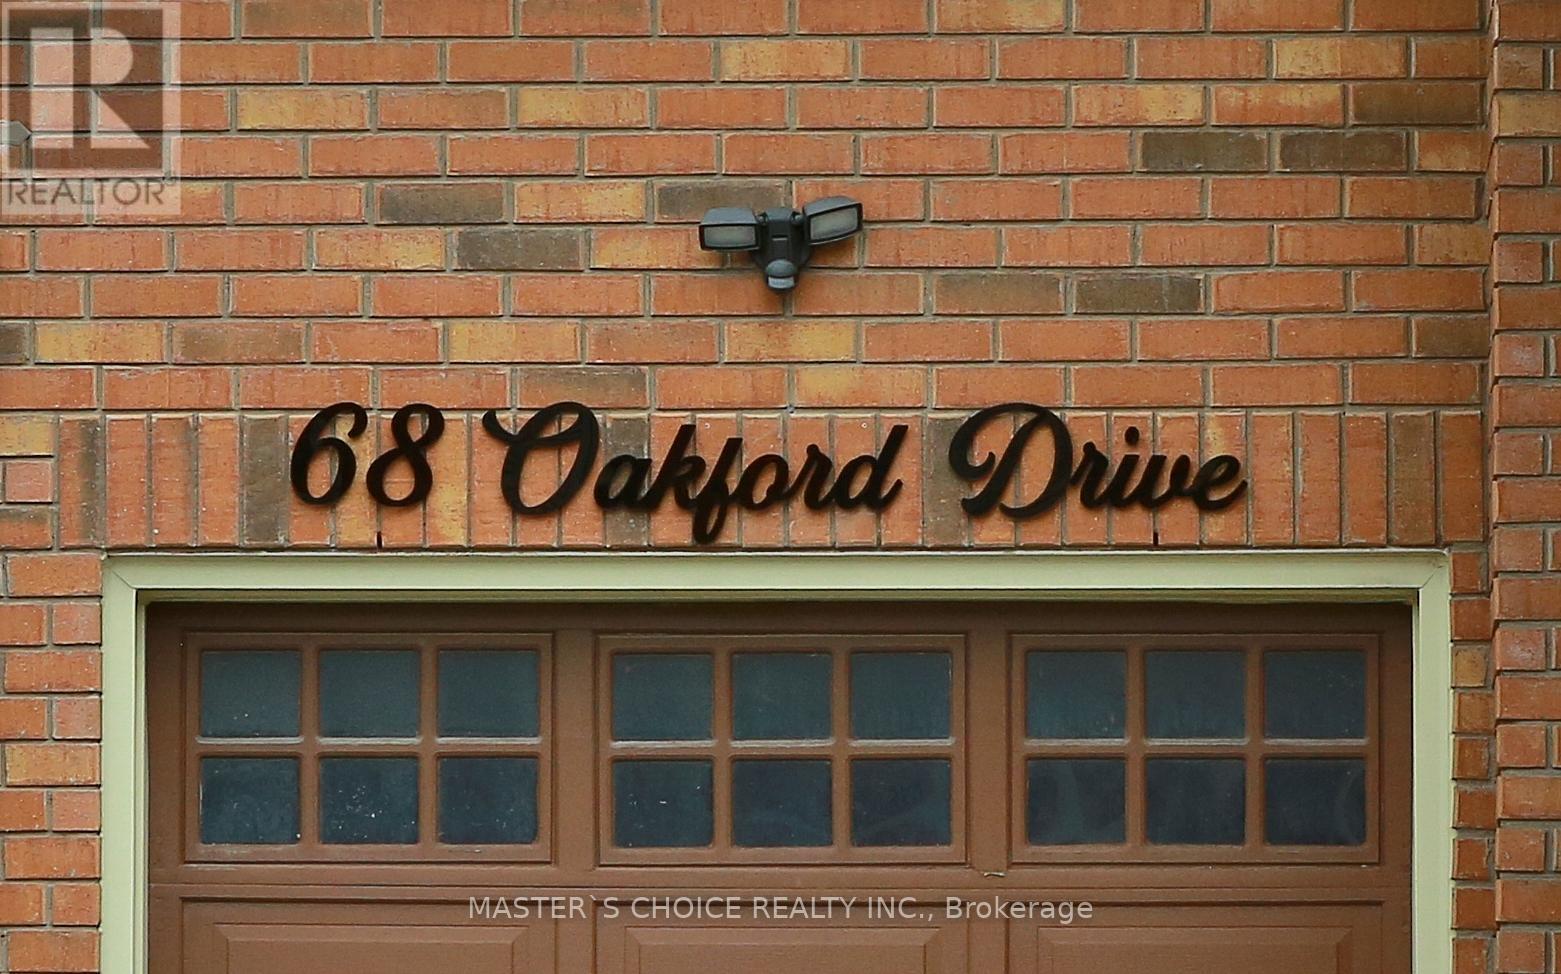 R
REALTOR®
68 Oakford Drive
MASTER`S CHOICE REALTY INC., Brokerage